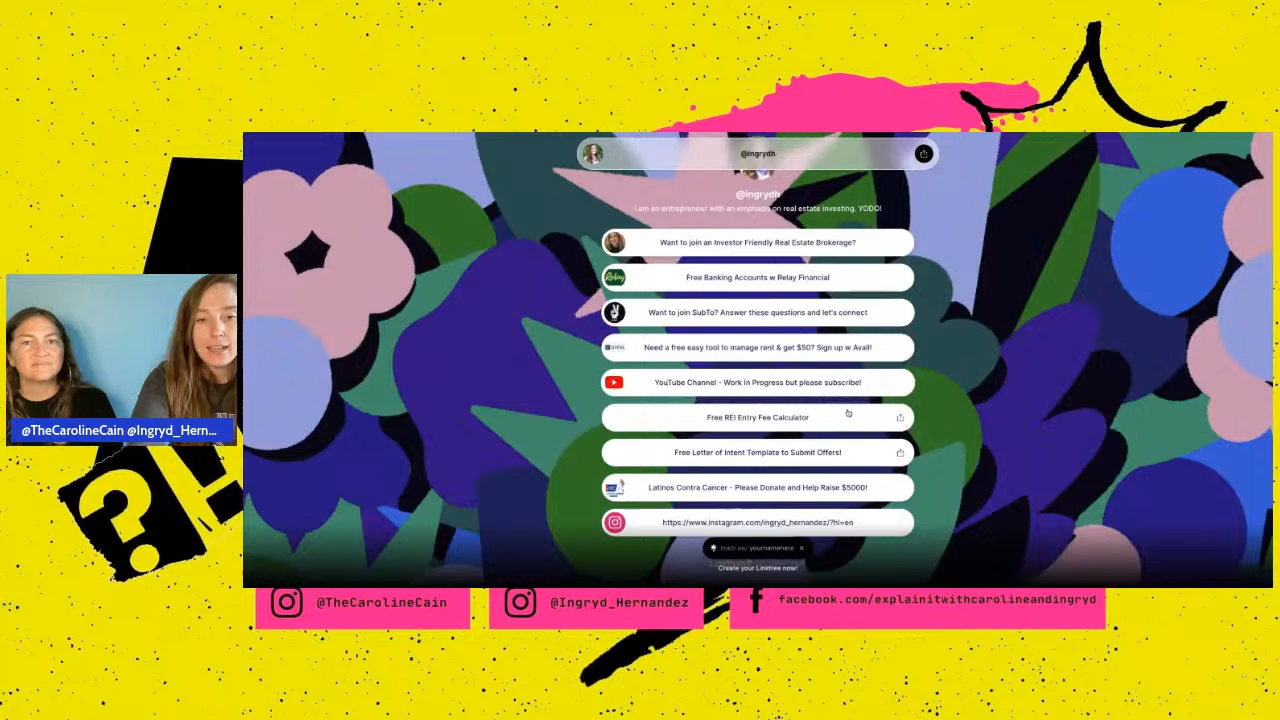 @ingrydh
@ingrydh
I am an entrepreneur with an emphasis on real estate investing. YODO!
Want to join an Investor Friendly Real Estate Brokerage?
Relay
Free Banking Accounts w Relay Financial
Want to join SubTo? Answer these questions and let's connect
Need a free easy tool to manage rent & get $50? Sign up w Avail!
YouTube Channel - Work in Progress but please subscribe!
Free REI Entry Fee Calculator
Free Letter of Intent Template to Submit Offers!
Latinos Contra Cancer - Please Donate and Help Raise $5000!
https://www.instagram.com/ingryd_hernandez/?hl=en
linktr.ee/yournamehere
Create your Linktree now!
@TheCarolineCain @Ingryd_Hern...
?
@TheCarolineCain
@Ingryd_Hernandez
facebook.com/explainitwithcarolineandingryd